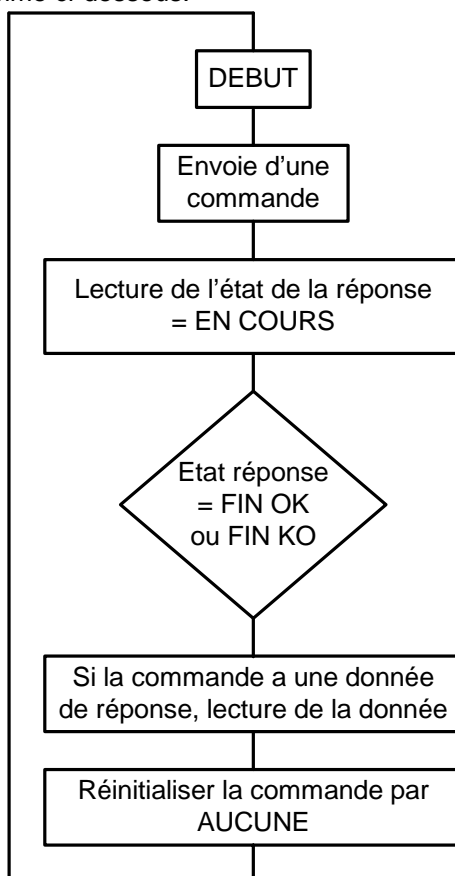 DEBUT
Envoie d'une
commande
Lecture de l'état de la réponse
= EN COURS
Etat réponse
= FIN OK
ou FIN KO
Si la commande a une donnée
de réponse, lecture de la donnée
Réinitialiser la commande par
AUCUNE